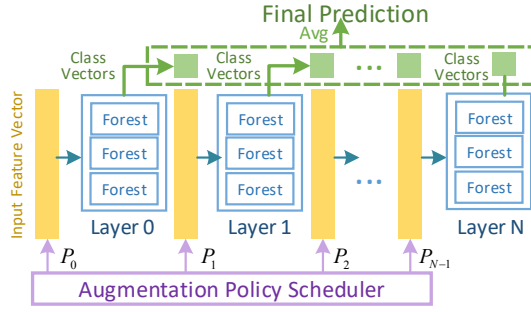 Final Prediction
Avg
Class
Vectors
Class
Vectors
...
Class
Vectors
Input Feature Vector
Forest
Forest
Forest
Forest
Forest
Forest
...
Forest
Forest
Forest
Layer 0
Layer 1
Layer N
P0
P1
P2
PN−1
Augmentation Policy Scheduler